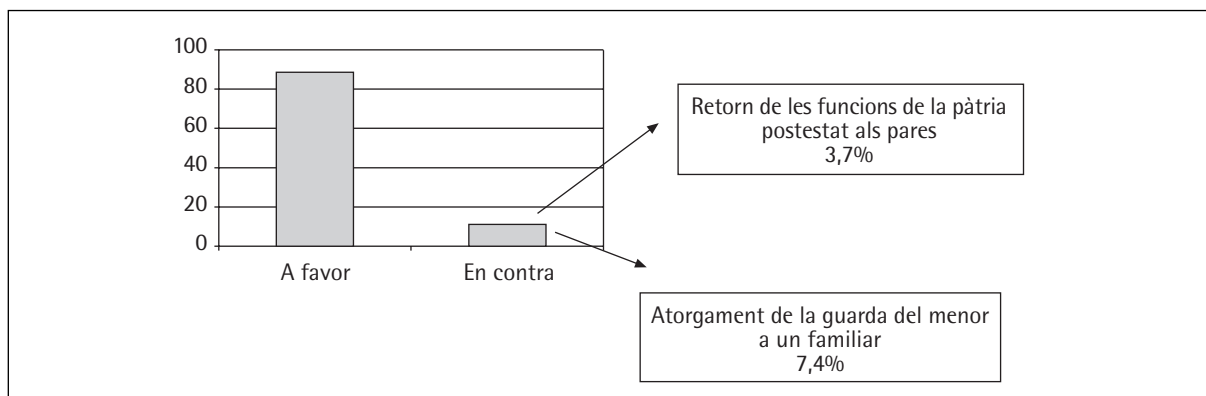 100
80
60
40
20
0
A favor
En contra
Retorn de les funcions de la pàtria
postestat als pares
3,7%
Atorgament de la guarda del menor
a un familiar
7,4%